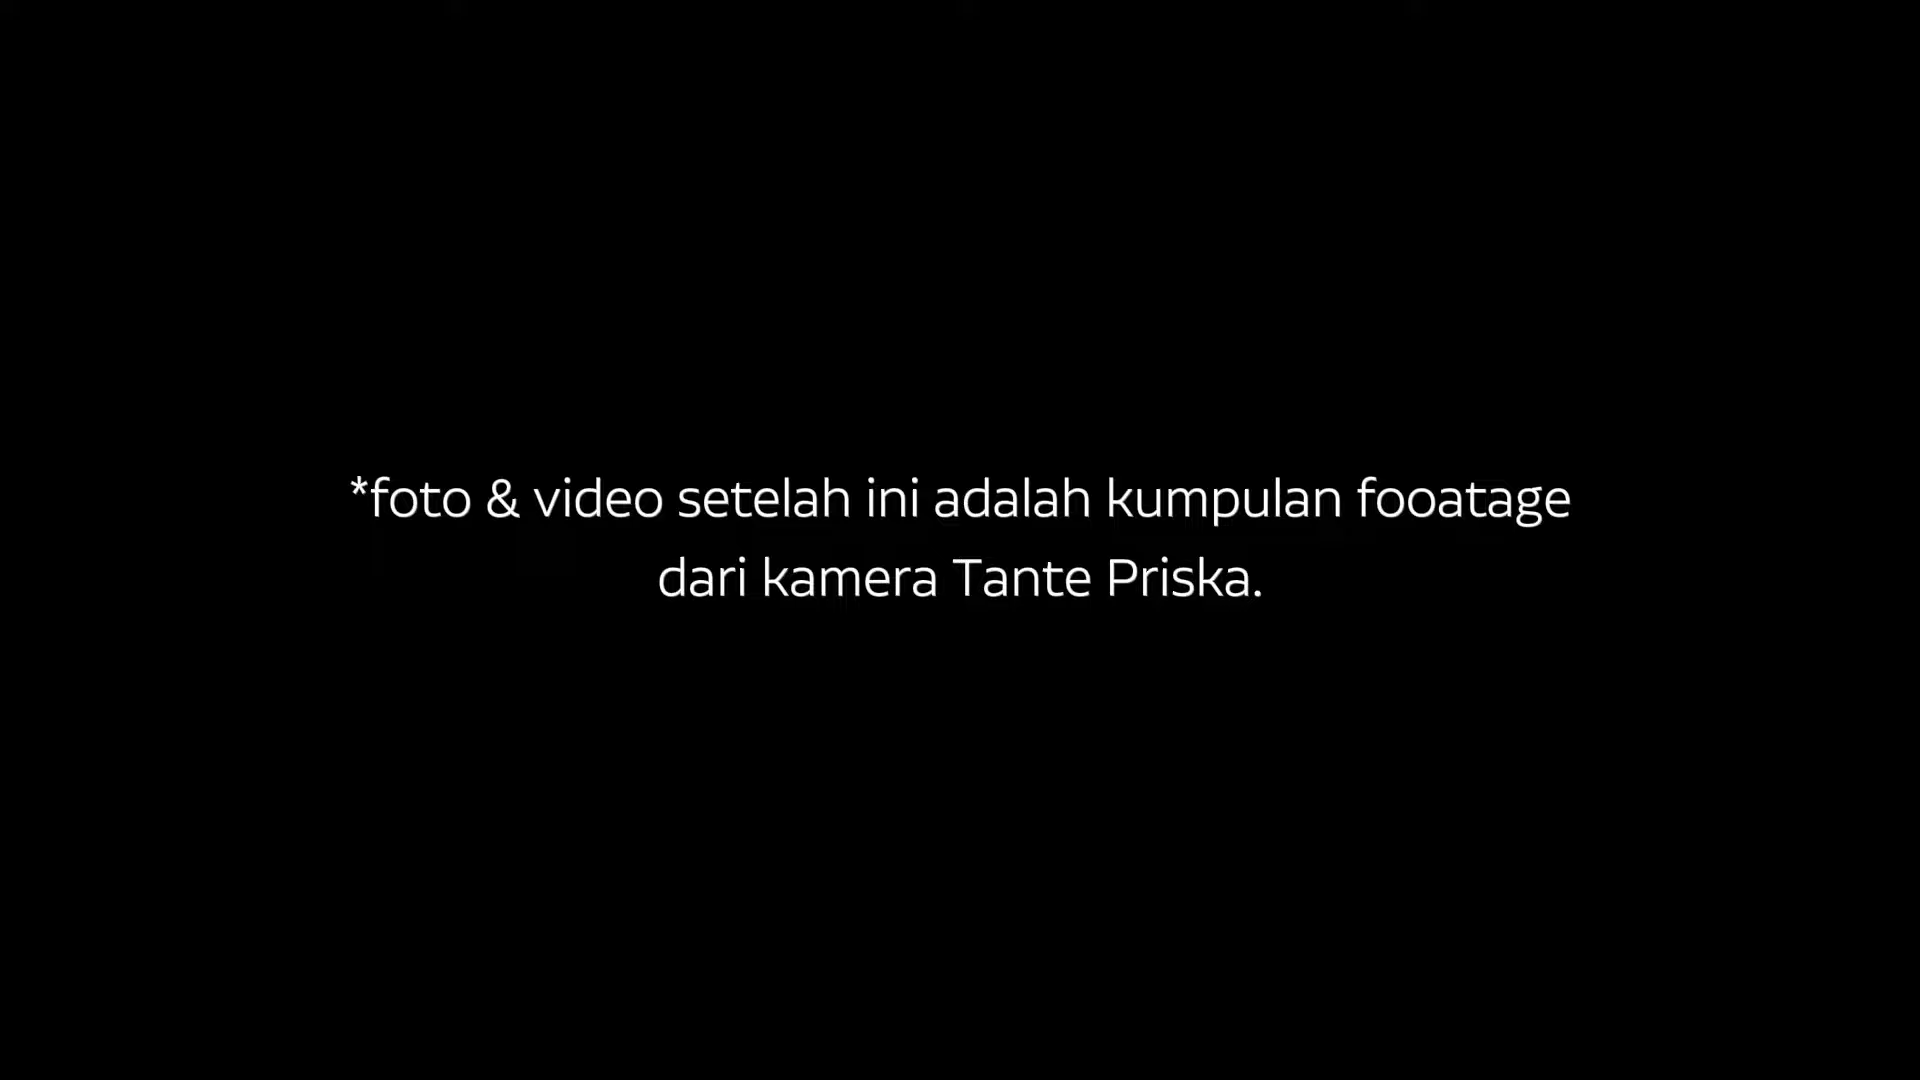 *foto & video setelah ini adalah kumpulan fooatage
dari kamera Tante Priska.